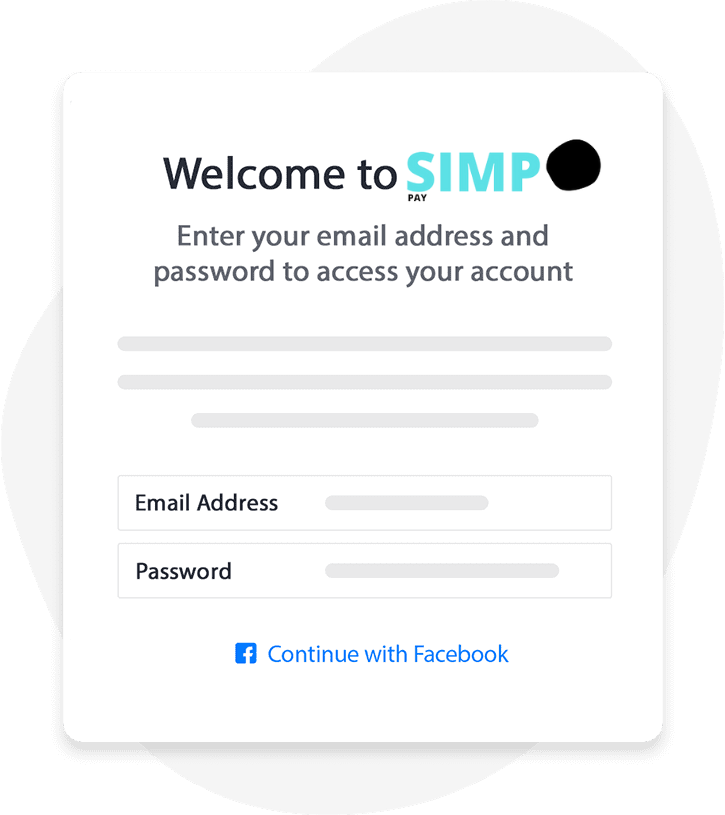 Welcome to SIMP
PAY
Enter your email address and
password to access your account
Email Address
Password
Continue with Facebook